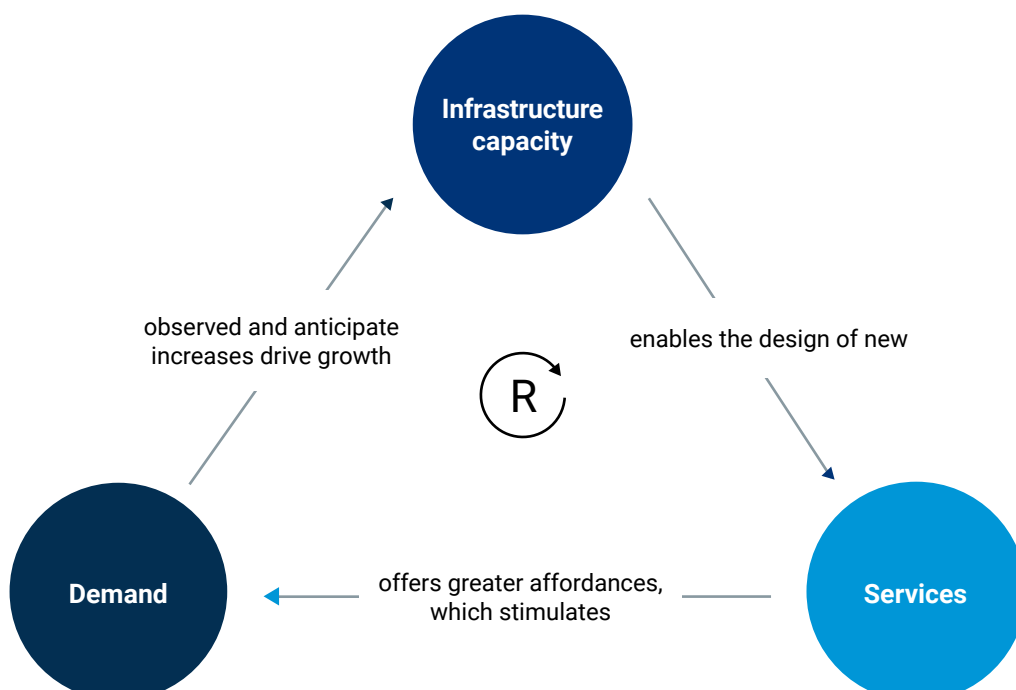 Infrastructure
capacity
observed and anticipate
increases drive growth
enables the design of new
R
Demand
offers greater affordances,
which stimulates
Services